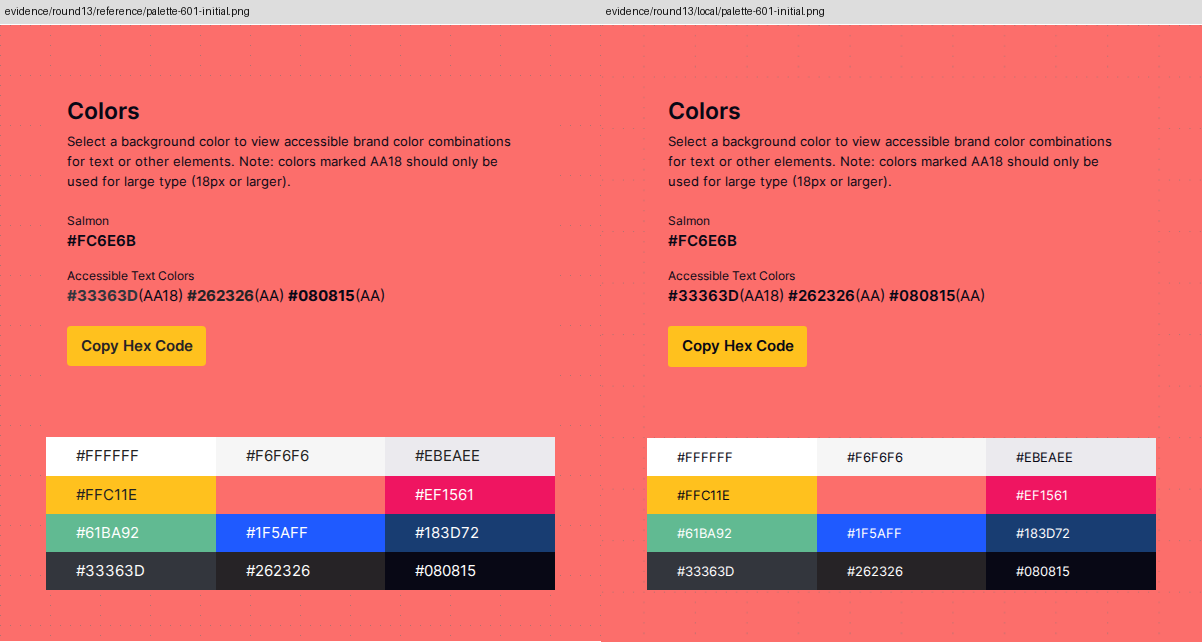 evidence/round13/reference/palette-601-initial.png
Colors
Select a background color to view accessible brand color combinations
for text or other elements. Note: colors marked AA18 should only be
used for large type (18px or larger).
Salmon
#FC6E6B
Accessible Text Colors
#33363D(AA18) #262326(AA) #080815(AA)
Copy Hex Code
#FFFFFF #F6F6F6 #EBEAEE
#FFC11E #EF1561
#61BA92 #1F5AFF #183D72
#33363D #262326 #080815
evidence/round13/local/palette-601-initial.png
Colors
Select a background color to view accessible brand color combinations
for text or other elements. Note: colors marked AA18 should only be
used for large type (18px or larger).
Salmon
#FC6E6B
Accessible Text Colors
#33363D(AA18) #262326(AA) #080815(AA)
Copy Hex Code
#FFFFFF #F6F6F6 #EBEAEE
#FFC11E #EF1561
#61BA92 #1F5AFF #183D72
#33363D #262326 #080815